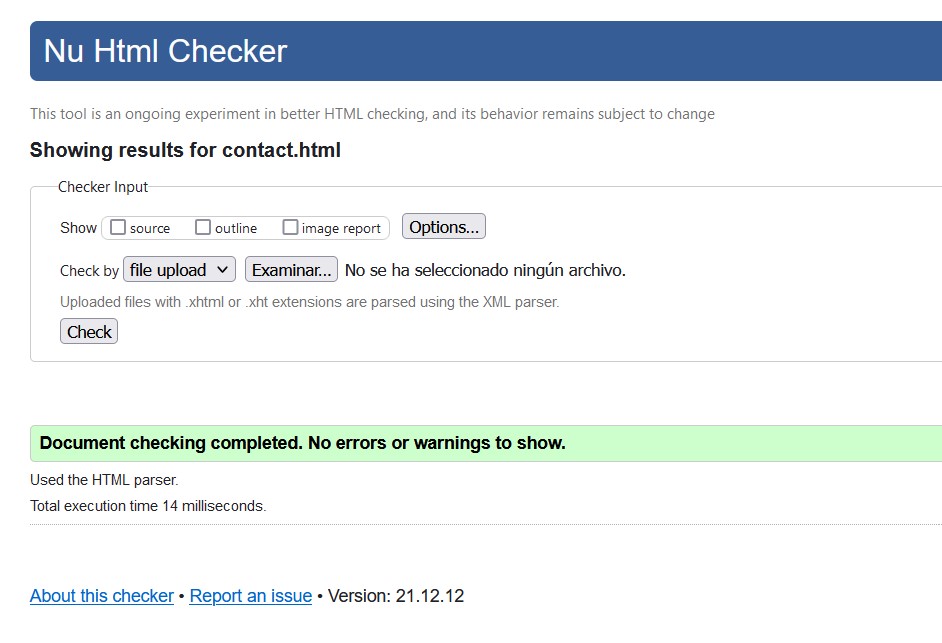 Nu Html Checker
This tool is an ongoing experiment in better HTML checking, and its behavior remains subject to change
Showing results for contact.html
Checker Input
Show source outline image report Options...
Check by file upload Examinar... No se ha seleccionado ningún archivo.
Uploaded files with .xhtml or .xht extensions are parsed using the XML parser.
Check
Document checking completed. No errors or warnings to show.
Used the HTML parser.
Total execution time 14 milliseconds.
About this checker • Report an issue • Version: 21.12.12